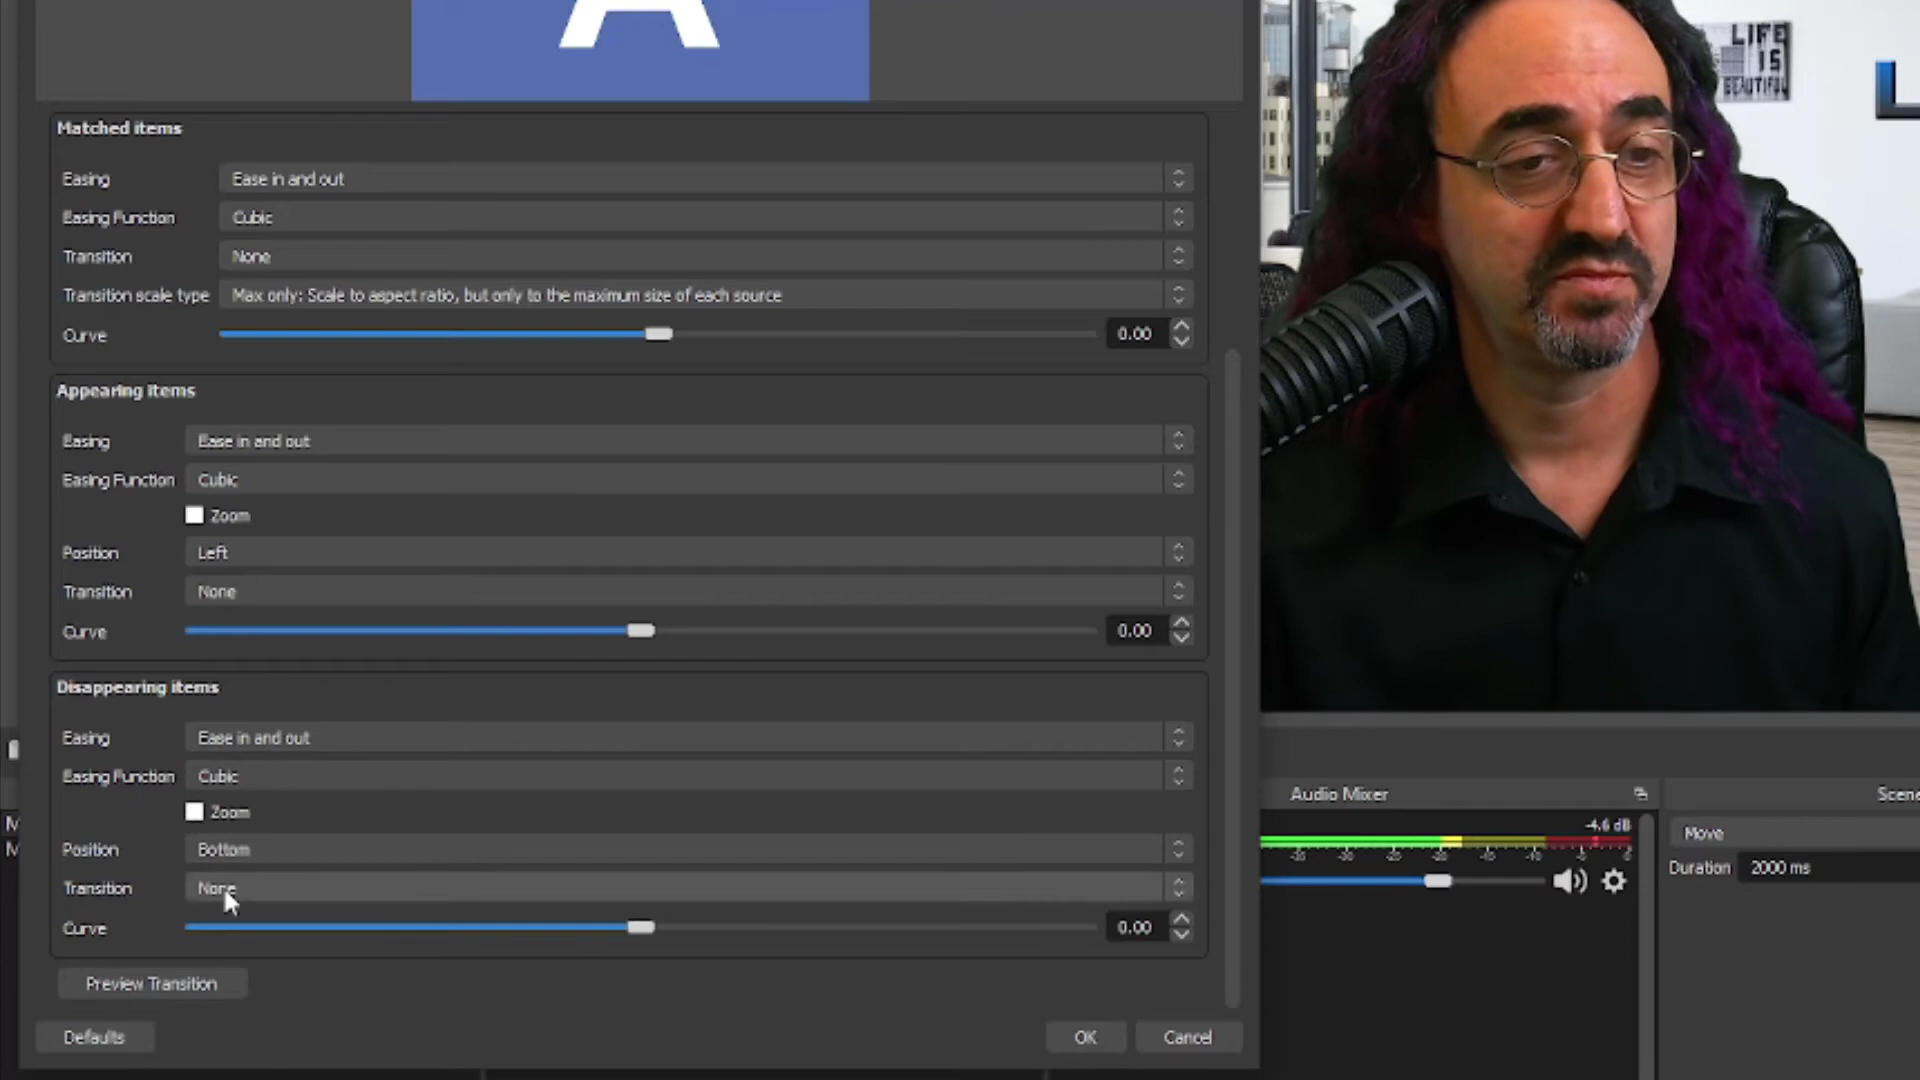 A
LIFE
IS
BEAUTIFUL
Matched items
Easing
Ease in and out
Easing Function
Cubic
Transition
None
Transition scale type
Max only: Scale to aspect ratio, but only to the maximum size of each source
Curve
0.00
Appearing items
Easing
Ease in and out
Easing Function
Cubic
Zoom
Position
Left
Transition
None
Curve
0.00
Disappearing items
Easing
Ease in and out
Easing Function
Cubic
Zoom
Position
Bottom
Transition
None
Curve
0.00
Preview Transition
Defaults
OK
Cancel
Audio Mixer
-4.6 dB
Scene
Move
Duration
2000 ms